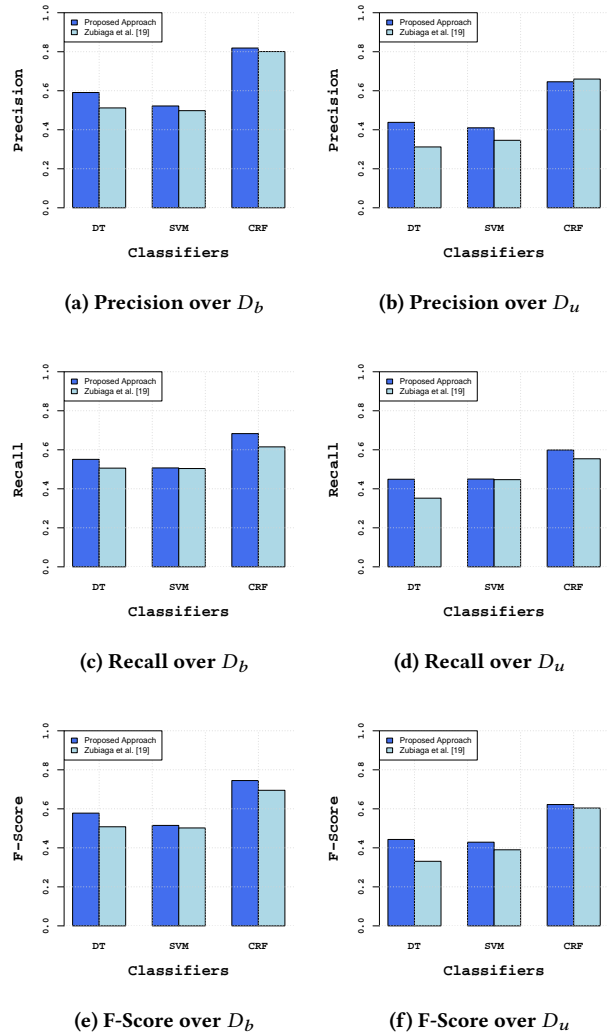 Proposed Approach
Zubiaga et al. [19]
Precision
0.0 0.2 0.4 0.6 0.8 1.0
DT SVM CRF
Classifiers
(a) Precision over D_b
Proposed Approach
Zubiaga et al. [19]
Precision
0.0 0.2 0.4 0.6 0.8 1.0
DT SVM CRF
Classifiers
(b) Precision over D_u
Proposed Approach
Zubiaga et al. [19]
Recall
0.0 0.2 0.4 0.6 0.8 1.0
DT SVM CRF
Classifiers
(c) Recall over D_b
Proposed Approach
Zubiaga et al. [19]
Recall
0.0 0.2 0.4 0.6 0.8 1.0
DT SVM CRF
Classifiers
(d) Recall over D_u
Proposed Approach
Zubiaga et al. [19]
F-Score
0.0 0.2 0.4 0.6 0.8 1.0
DT SVM CRF
Classifiers
(e) F-Score over D_b
Proposed Approach
Zubiaga et al. [19]
F-Score
0.0 0.2 0.4 0.6 0.8 1.0
DT SVM CRF
Classifiers
(f) F-Score over D_u